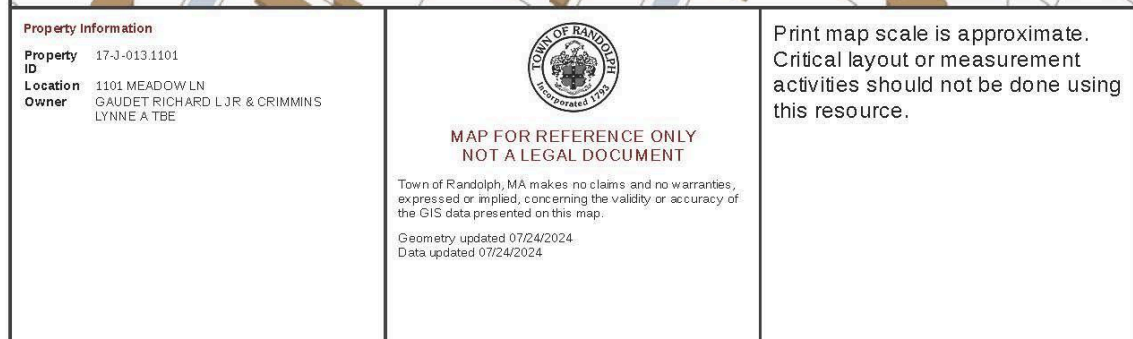 Property Information
Property ID 17-J-013.1101
Location 1101 MEADOW LN
Owner GAUDET RICHARD L JR & CRIMMINS
LYNNE A TBE
TOWN OF RANDOLPH
Incorporated 1793
MAP FOR REFERENCE ONLY
NOT A LEGAL DOCUMENT
Town of Randolph, MA makes no claims and no warranties,
expressed or implied, concerning the validity or accuracy of
the GIS data presented on this map.
Geometry updated 07/24/2024
Data updated 07/24/2024
Print map scale is approximate.
Critical layout or measurement
activities should not be done using
this resource.